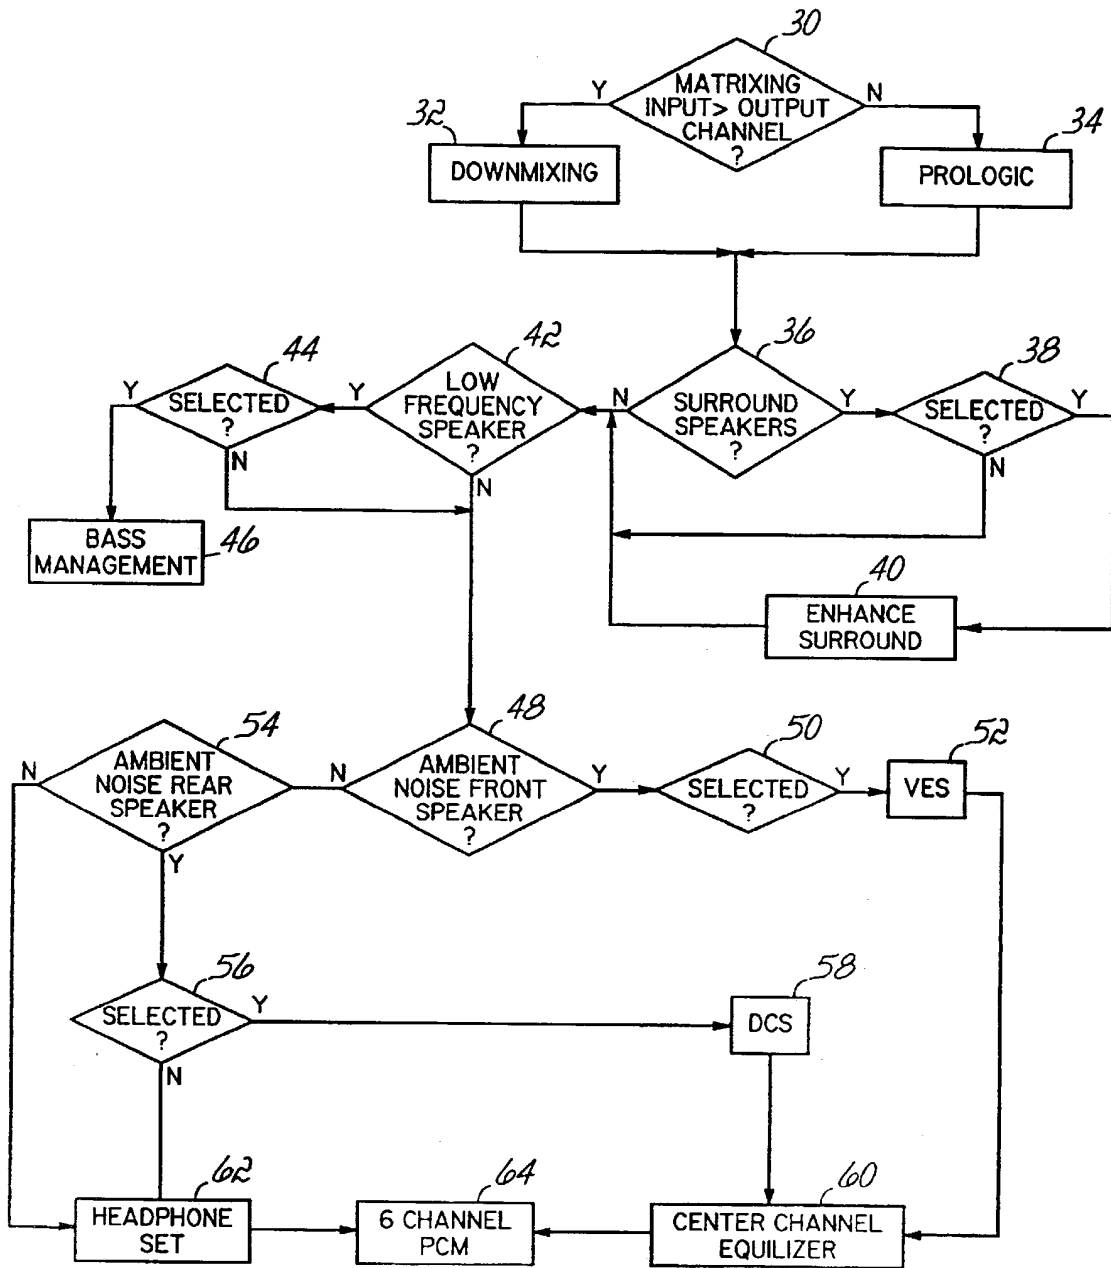 30
MATRIXING
INPUT> OUTPUT
CHANNEL
?
Y
N
32
DOWNMIXING
34
PROLOGIC
44
SELECTED
?
Y
N
42
LOW
FREQUENCY
SPEAKER
?
Y
N
36
SURROUND
SPEAKERS
?
N
Y
38
SELECTED
?
Y
N
BASS
MANAGEMENT
46
40
ENHANCE
SURROUND
54
AMBIENT
NOISE REAR
SPEAKER
?
N
Y
48
AMBIENT
NOISE FRONT
SPEAKER
?
N
Y
50
SELECTED
?
Y
52
VES
56
SELECTED
?
Y
N
58
DCS
62
HEADPHONE
SET
64
6 CHANNEL
PCM
60
CENTER CHANNEL
EQUILIZER